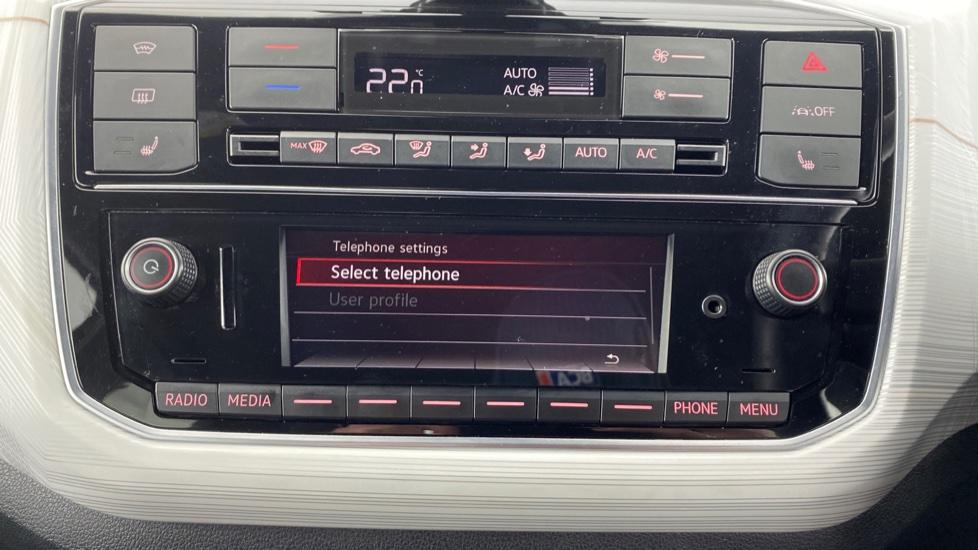 22.0 °C
AUTO
A/C
OFF
MAX
AUTO
A/C
Telephone settings
Select telephone
User profile
RADIO
MEDIA
PHONE
MENU